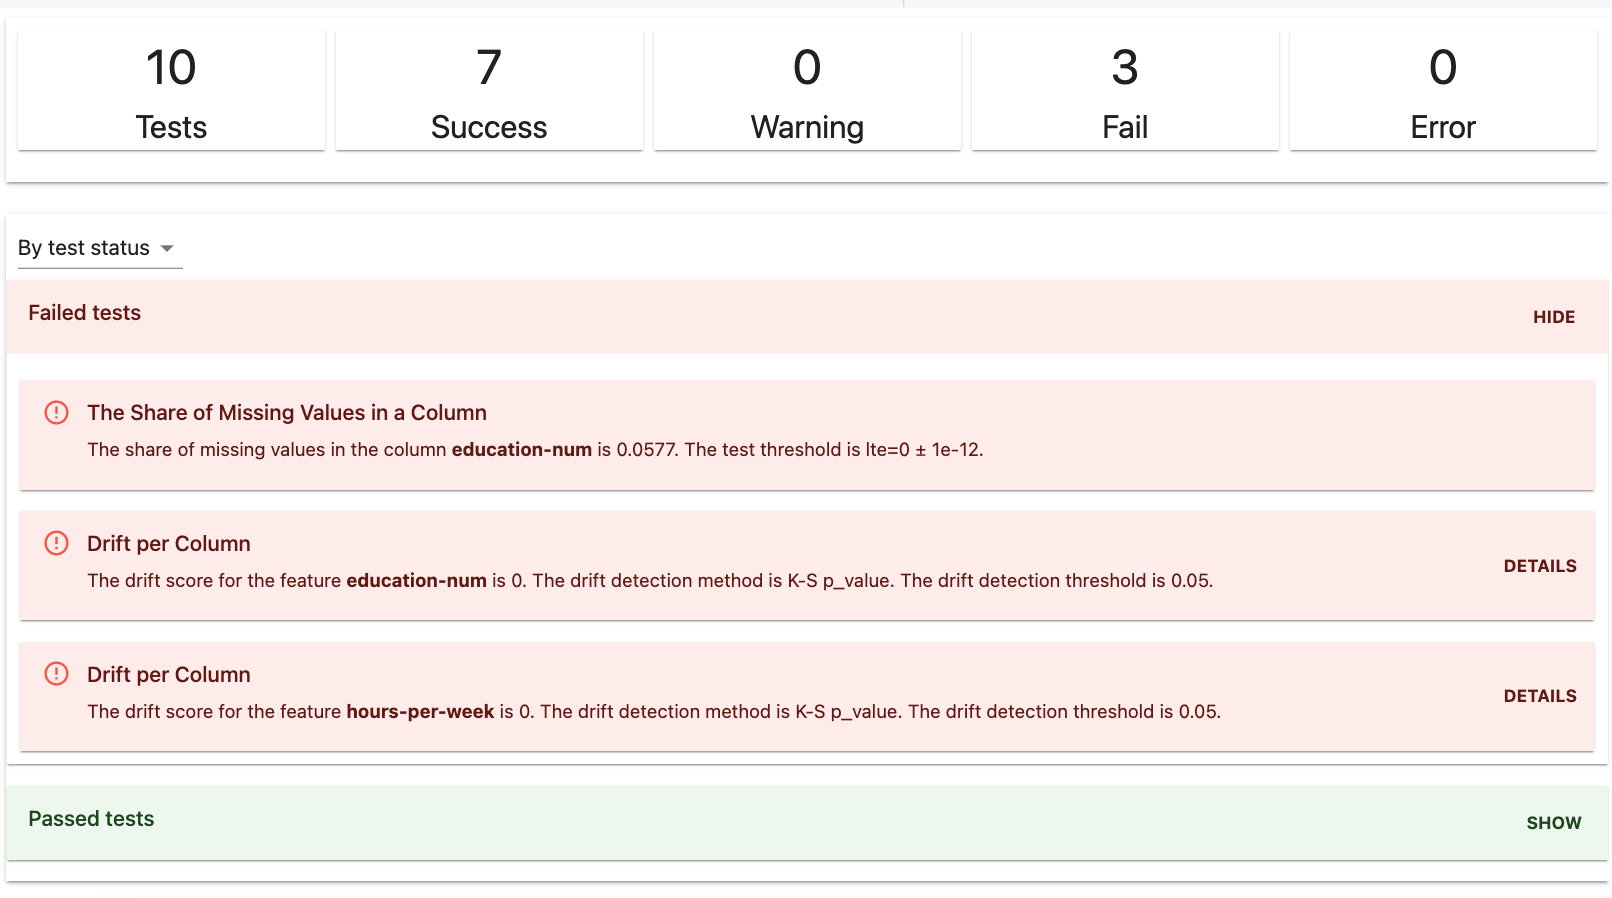 10
Tests
7
Success
0
Warning
3
Fail
0
Error
By test status
Failed tests
HIDE
The Share of Missing Values in a Column
The share of missing values in the column education-num is 0.0577. The test threshold is lte=0 ± 1e-12.
Drift per Column
The drift score for the feature education-num is 0. The drift detection method is K-S p_value. The drift detection threshold is 0.05.
DETAILS
Drift per Column
The drift score for the feature hours-per-week is 0. The drift detection method is K-S p_value. The drift detection threshold is 0.05.
DETAILS
Passed tests
SHOW